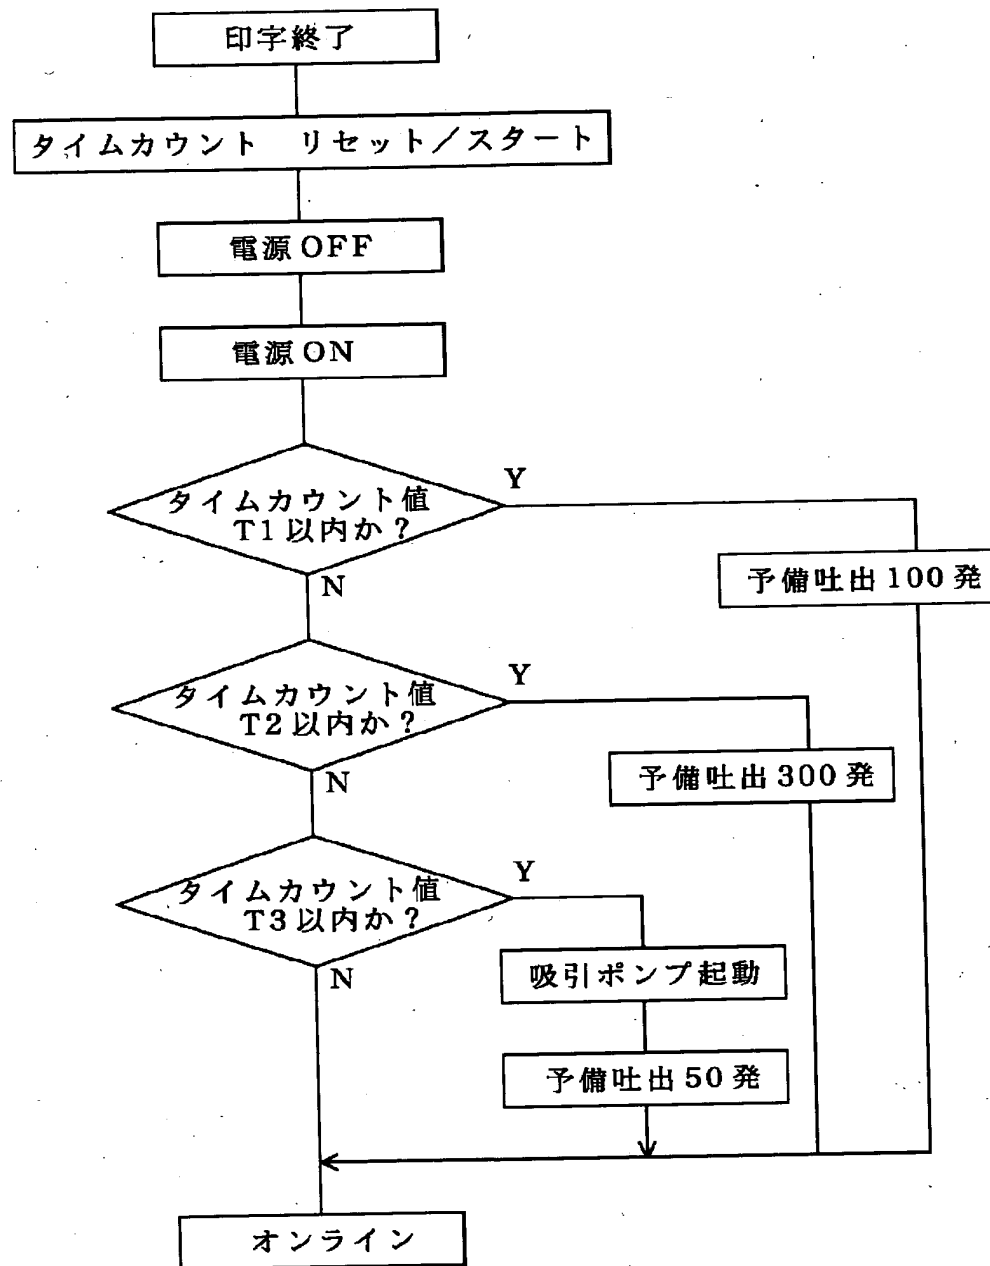 印字終了
タイムカウント　リセット／スタート
電源OFF
電源ON
タイムカウント値
T1以内か？
Y
N
予備吐出100発
タイムカウント値
T2以内か？
Y
N
予備吐出300発
タイムカウント値
T3以内か？
Y
N
吸引ポンプ起動
予備吐出50発
オンライン